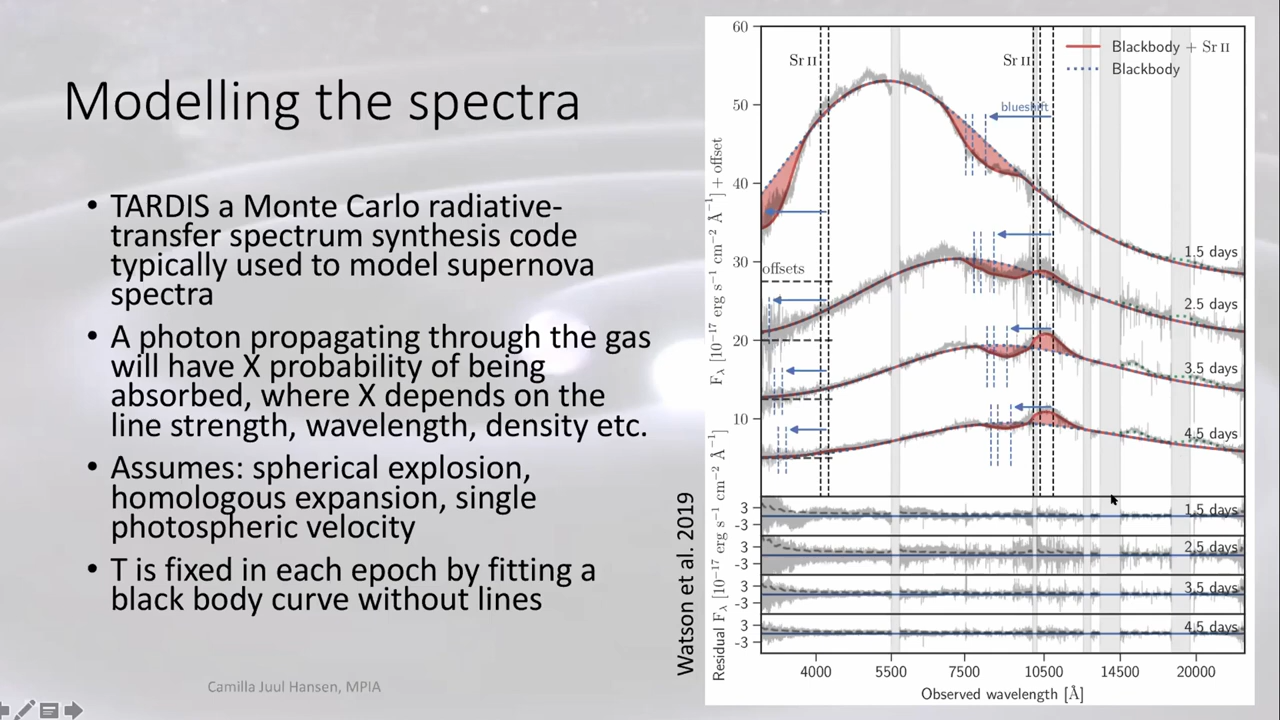 Modelling the spectra
• TARDIS a Monte Carlo radiative-
transfer spectrum synthesis code
typically used to model supernova
spectra
• A photon propagating through the gas
will have X probability of being
absorbed, where X depends on the
line strength, wavelength, density etc.
• Assumes: spherical explosion,
homologous expansion, single
photospheric velocity
• T is fixed in each epoch by fitting a
black body curve without lines
Camilla Juul Hansen, MPIA
Watson et al. 2019
F_λ [10⁻¹⁷ erg s⁻¹ cm⁻² Å⁻¹] + offset
60
50
40
30
20
10
Sr II
Sr II
Blackbody + Sr II
Blackbody
blueshift
offsets
1.5 days
2.5 days
3.5 days
4.5 days
Residual F_λ [10⁻¹⁷ erg s⁻¹ cm⁻² Å⁻¹]
3
-3
1.5 days
3
-3
2.5 days
3
-3
3.5 days
3
-3
4.5 days
4000 5500 7500 10500 14500 20000
Observed wavelength [Å]